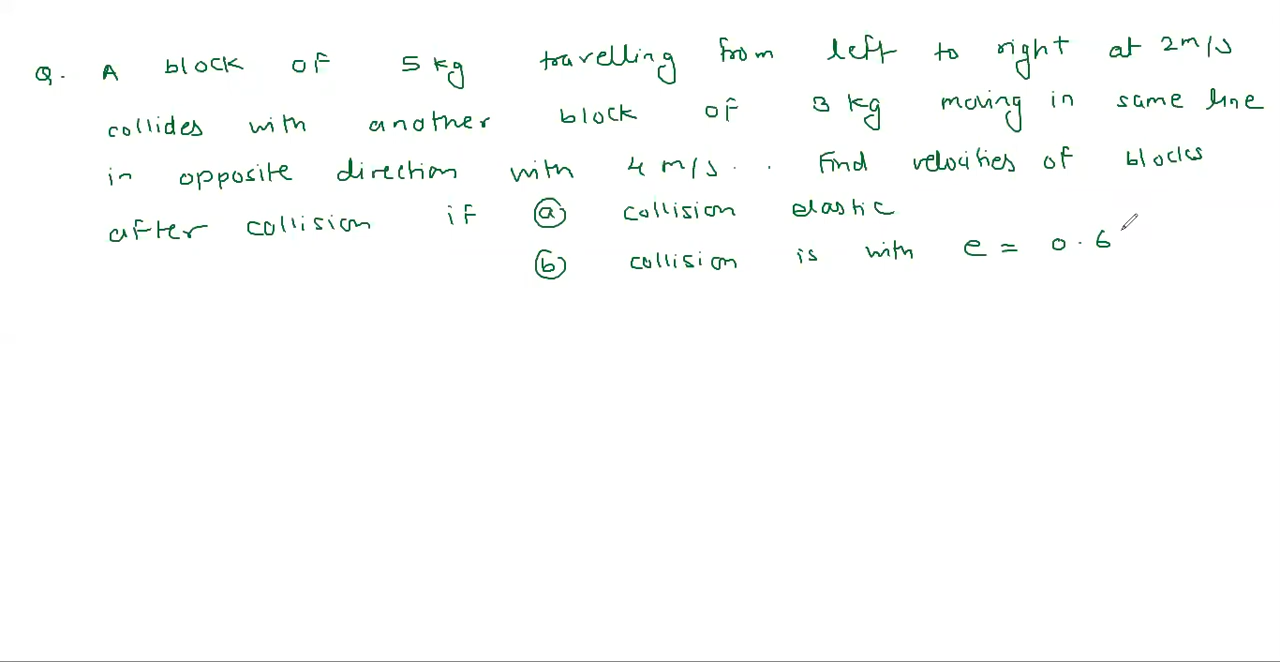 Q. A block of 5 kg travelling from left to right at 2 m/s
collides with another block of 3 kg moving in same line
in opposite direction with 4 m/s. . Find velocities of blocks
after collision if (a) collision elastic
(b) collision is with e = 0.6